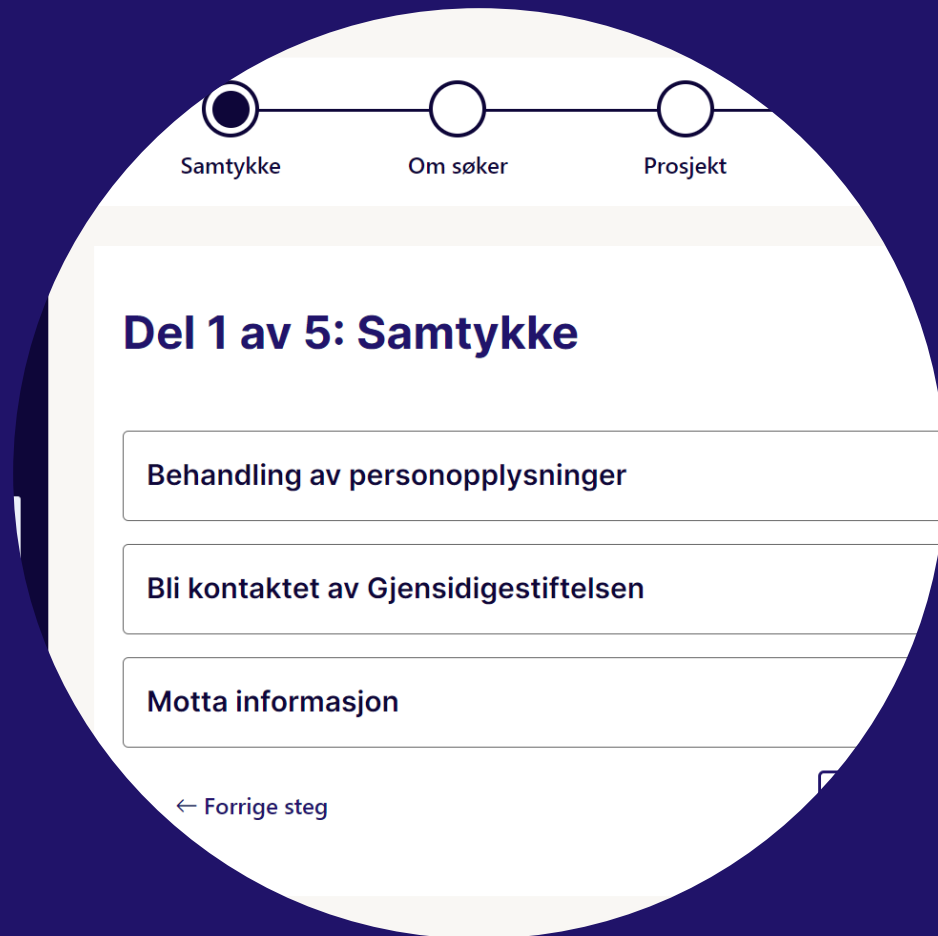 Samtykke
Om søker
Prosjekt
Del 1 av 5: Samtykke
Behandling av personopplysninger
Bli kontaktet av Gjensidigestiftelsen
Motta informasjon
← Forrige steg